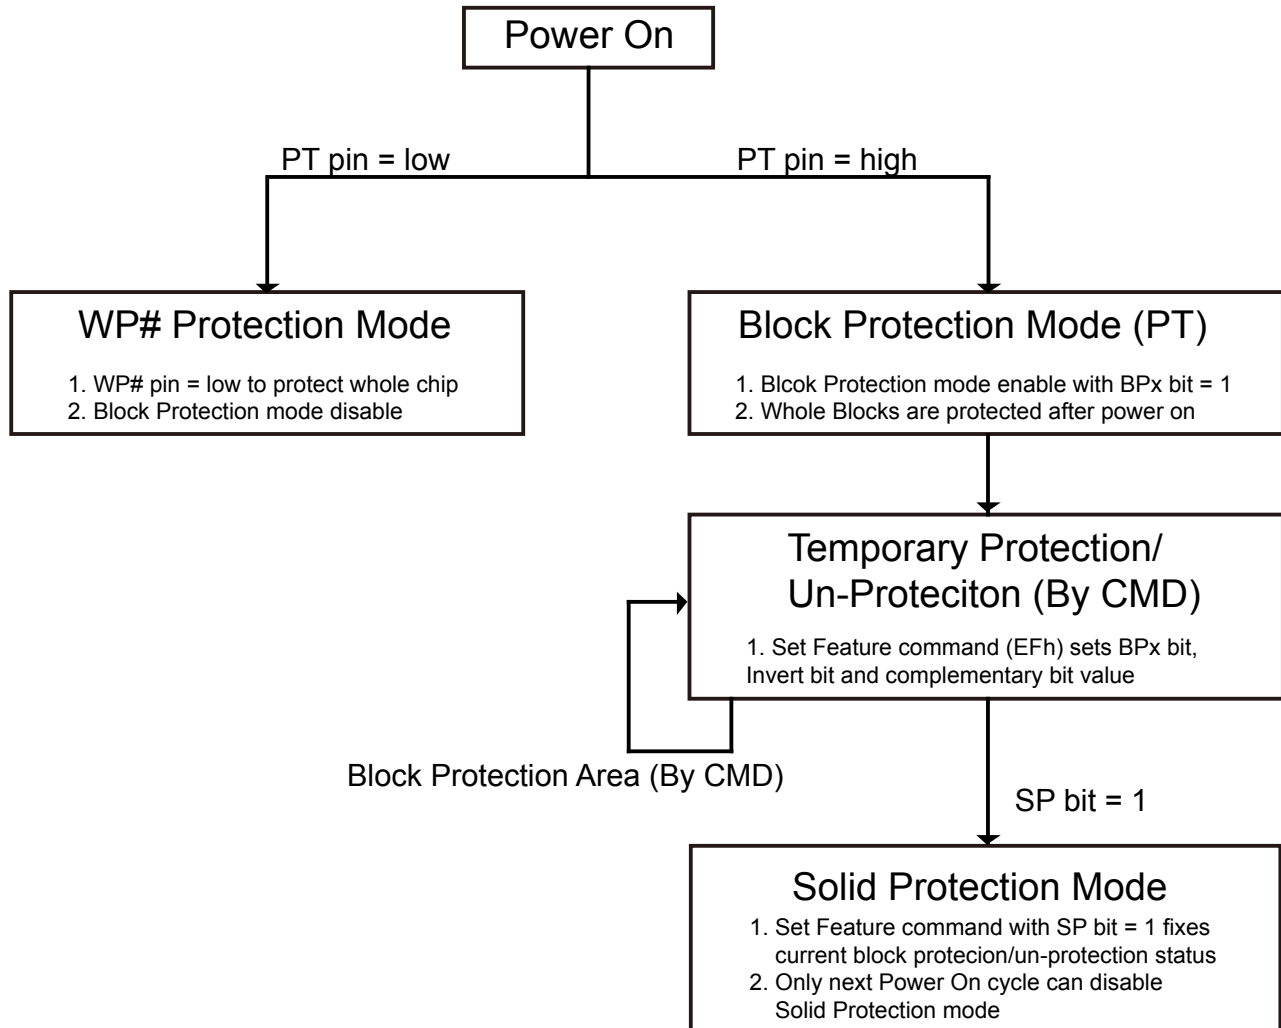 Power On
PT pin = low
PT pin = high
WP# Protection Mode
1. WP# pin = low to protect whole chip
2. Block Protection mode disable
Block Protection Mode (PT)
1. Blcok Protection mode enable with BPx bit = 1
2. Whole Blocks are protected after power on
Temporary Protection/
Un-Proteciton (By CMD)
1. Set Feature command (EFh) sets BPx bit,
Invert bit and complementary bit value
Block Protection Area (By CMD)
SP bit = 1
Solid Protection Mode
1. Set Feature command with SP bit = 1 fixes
current block protecion/un-protection status
2. Only next Power On cycle can disable
Solid Protection mode